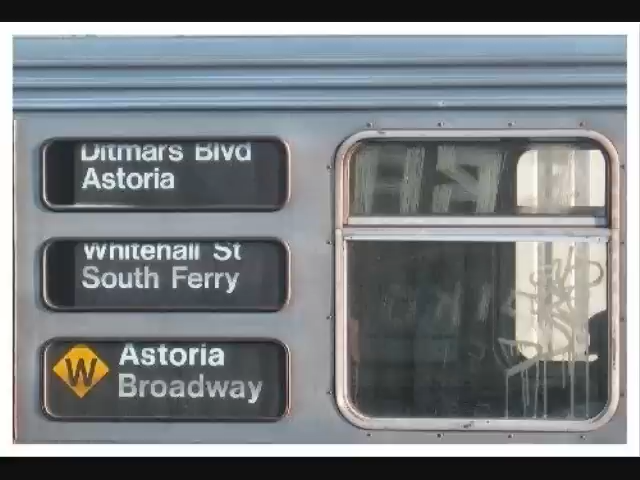 Ditmars Blvd
Astoria
Whitehall St
South Ferry
W Astoria
Broadway